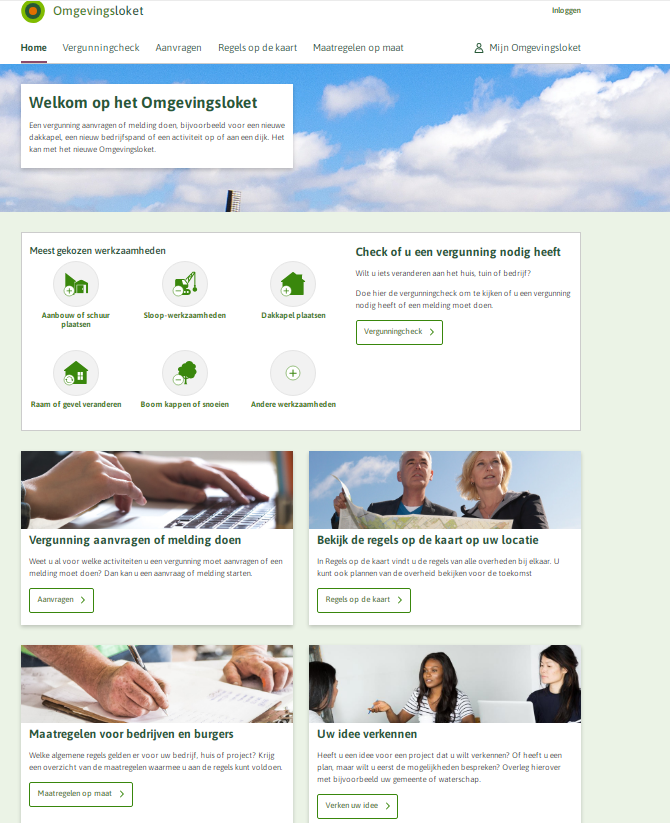 Omgevingsloket
Inloggen
Home Vergunningcheck Aanvragen Regels op de kaart Maatregelen op maat Mijn Omgevingsloket
Welkom op het Omgevingsloket
Een vergunning aanvragen of melding doen, bijvoorbeeld voor een nieuwe
dakkapel, een nieuw bedrijfspand of een activiteit op of aan een dijk. Het
kan met het nieuwe Omgevingsloket.
Meest gekozen werkzaamheden
Aanbouw of schuur
plaatsen
Sloop-werkzaamheden
Dakkapel plaatsen
Raam of gevel veranderen
Boom kappen of snoeien
Andere werkzaamheden
Check of u een vergunning nodig heeft
Wilt u iets veranderen aan het huis, tuin of bedrijf?
Doe hier de vergunningcheck om te kijken of u een vergunning
nodig heeft of een melding moet doen.
Vergunningcheck
Vergunning aanvragen of melding doen
Weet u al voor welke activiteiten u een vergunning moet aanvragen of een
melding moet doen? Dan kan u een aanvraag of melding starten.
Aanvragen
Bekijk de regels op de kaart op uw locatie
In Regels op de kaart vindt u de regels van alle overheden bij elkaar. U
kunt ook plannen van de overheid bekijken voor de toekomst
Regels op de kaart
Maatregelen voor bedrijven en burgers
Welke algemene regels gelden er voor uw bedrijf, huis of project? Krijg
een overzicht van de maatregelen waarmee u aan de regels kunt voldoen.
Maatregelen op maat
Uw idee verkennen
Heeft u een idee voor een project dat u wilt verkennen? Of heeft u een
plan, maar wilt u eerst de mogelijkheden bespreken? Overleg hierover
met bijvoorbeeld uw gemeente of waterschap.
Verken uw idee